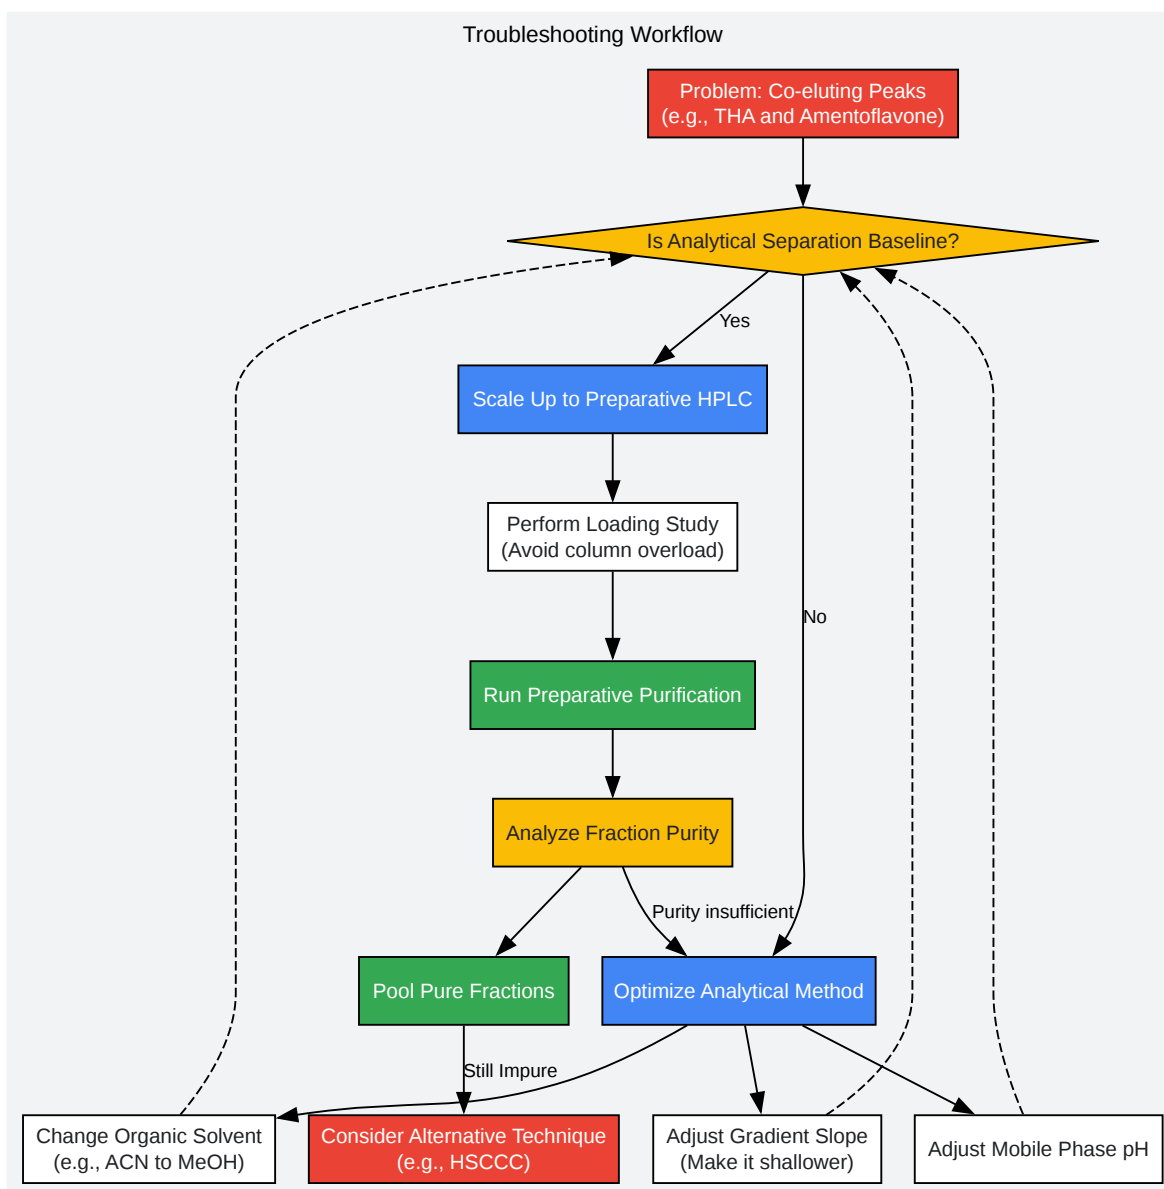 Troubleshooting Workflow
Problem: Co-eluting Peaks
(e.g., THA and Amentoflavone)
Is Analytical Separation Baseline?
Yes
Scale Up to Preparative HPLC
Perform Loading Study
(Avoid column overload)
No
Run Preparative Purification
Analyze Fraction Purity
Purity insufficient
Pool Pure Fractions
Optimize Analytical Method
Still Impure
Change Organic Solvent
(e.g., ACN to MeOH)
Consider Alternative Technique
(e.g., HSCCC)
Adjust Gradient Slope
(Make it shallower)
Adjust Mobile Phase pH